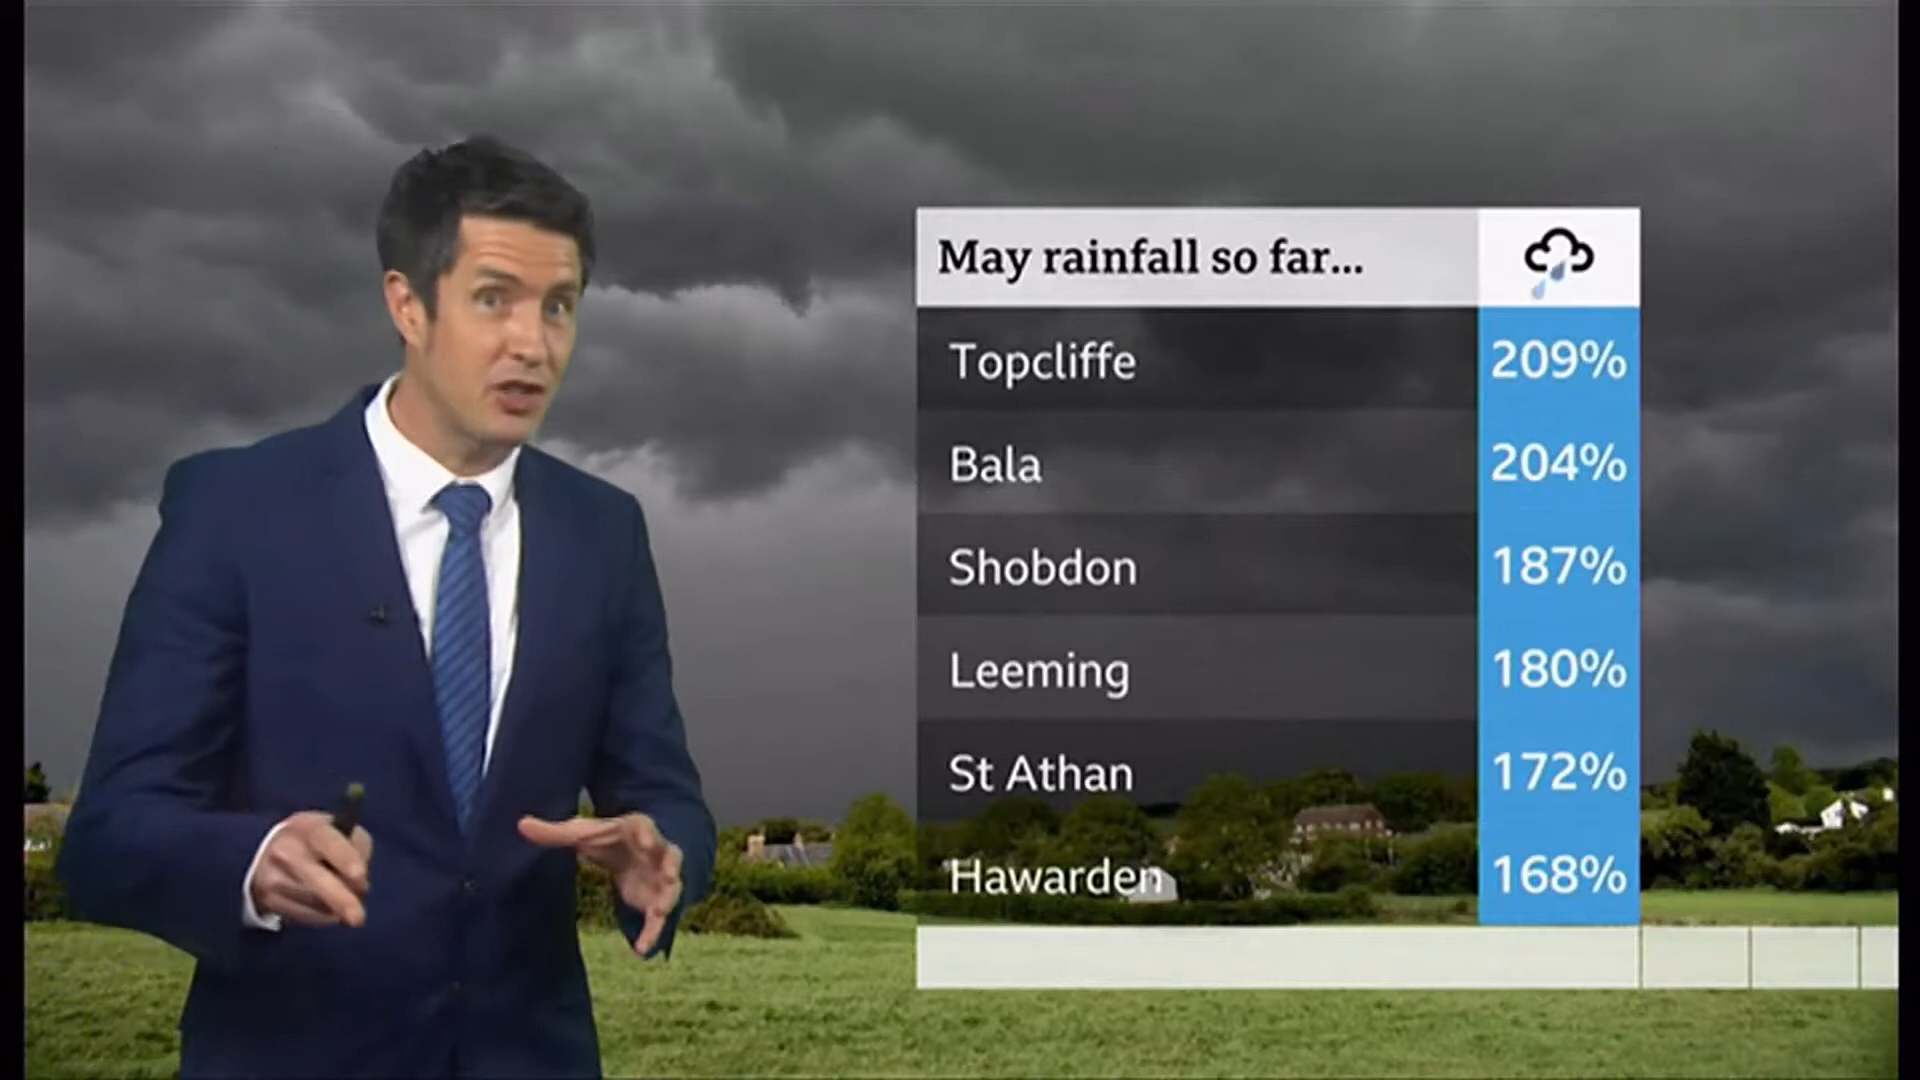 May rainfall so far...
Topcliffe 209%
Bala 204%
Shobdon 187%
Leeming 180%
St Athan 172%
Hawarden 168%